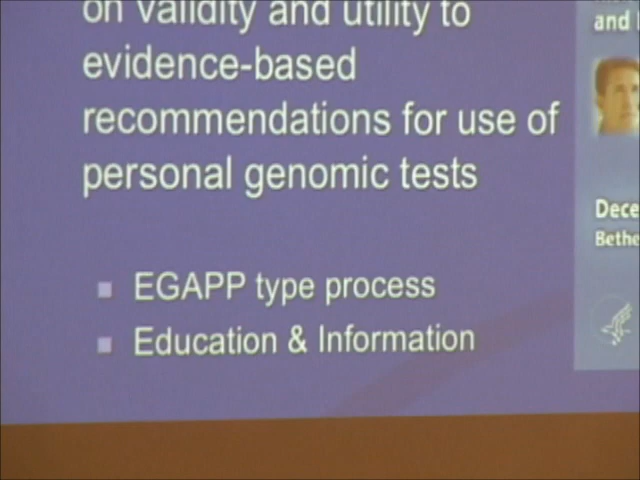 on validity and utility to
evidence-based
recommendations for use of
personal genomic tests
EGAPP type process
Education & Information
and
Dece
Bethe